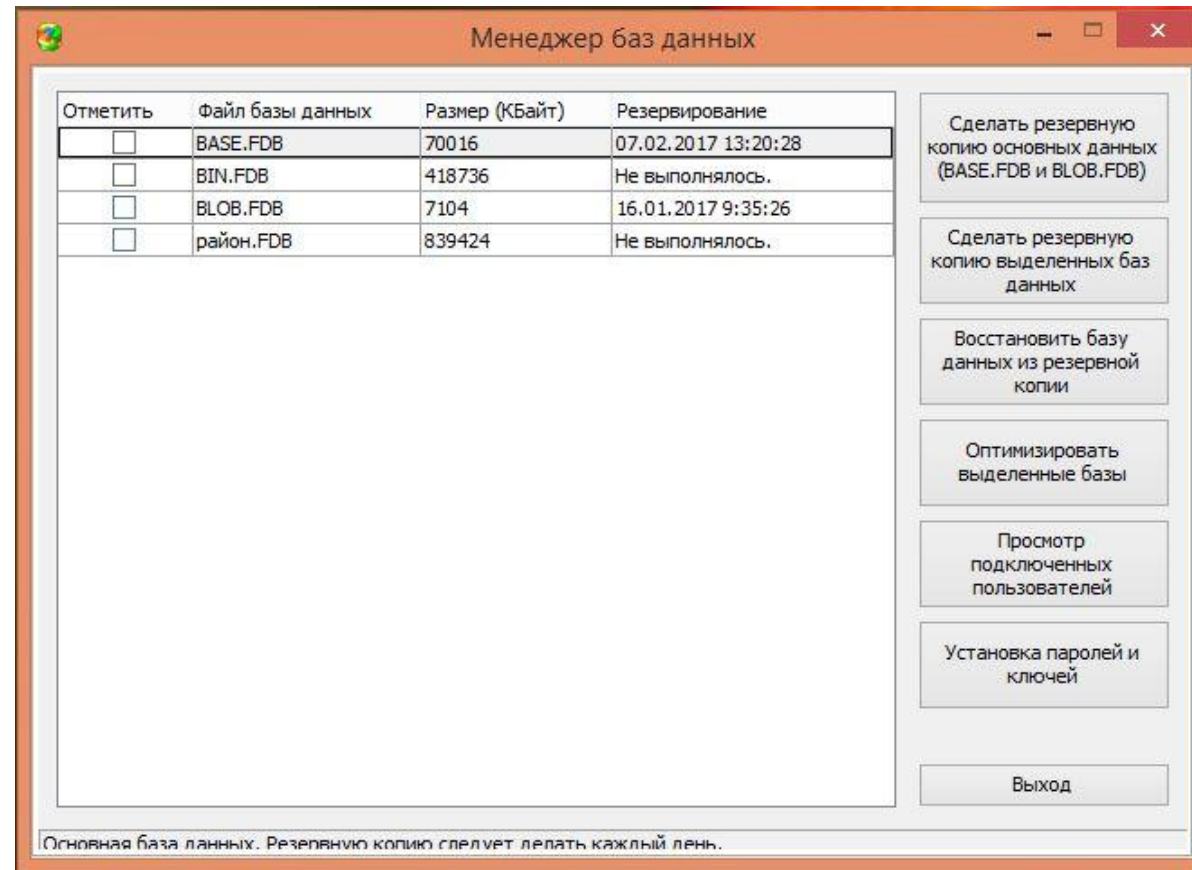 Менеджер баз данных
Отметить Файл базы данных Размер (КБайт) Резервирование
BASE.FDB 70016 07.02.2017 13:20:28
BIN.FDB 418736 Не выполнялось.
BLOB.FDB 7104 16.01.2017 9:35:26
район.FDB 839424 Не выполнялось.
Сделать резервную
копию основных данных
(BASE.FDB и BLOB.FDB)
Сделать резервную
копию выделенных баз
данных
Восстановить базу
данных из резервной
копии
Оптимизировать
выделенные базы
Просмотр
подключенных
пользователей
Установка паролей и
ключей
Выход
Основная база данных. Резервную копию следует делать каждый день.